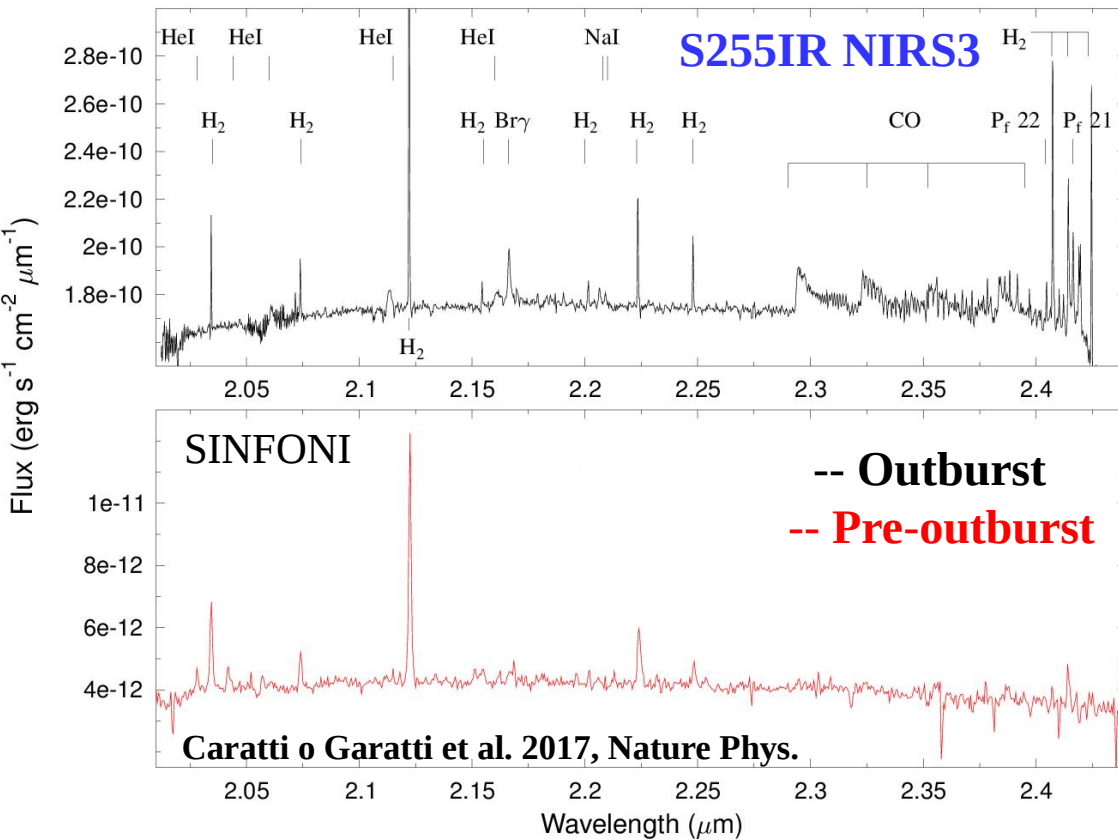 S255IR NIRS3
HeI HeI HeI HeI NaI H₂
H₂ H₂ H₂ Brγ H₂ H₂ H₂ CO P_f 22 P_f 21
H₂
2.8e-10
2.6e-10
2.4e-10
2.2e-10
2e-10
1.8e-10
2.05 2.1 2.15 2.2 2.25 2.3 2.35 2.4
Flux (erg s⁻¹ cm⁻² μm⁻¹)
SINFONI
-- Outburst
-- Pre-outburst
1e-11
8e-12
6e-12
4e-12
Caratti o Garatti et al. 2017, Nature Phys.
2.05 2.1 2.15 2.2 2.25 2.3 2.35 2.4
Wavelength (μm)